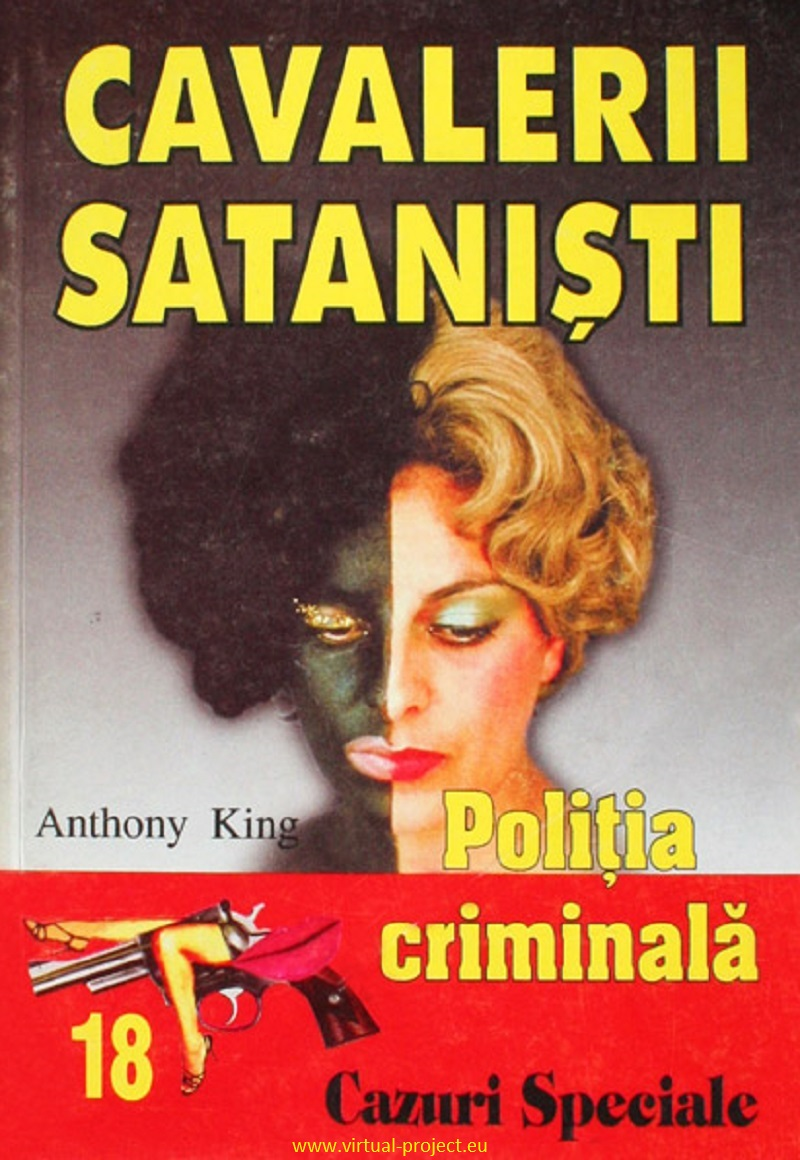 CAVALERII
SATANIȘTI
Anthony King
Poliția
criminală
18
Cazuri Speciale
www.virtual-project.eu